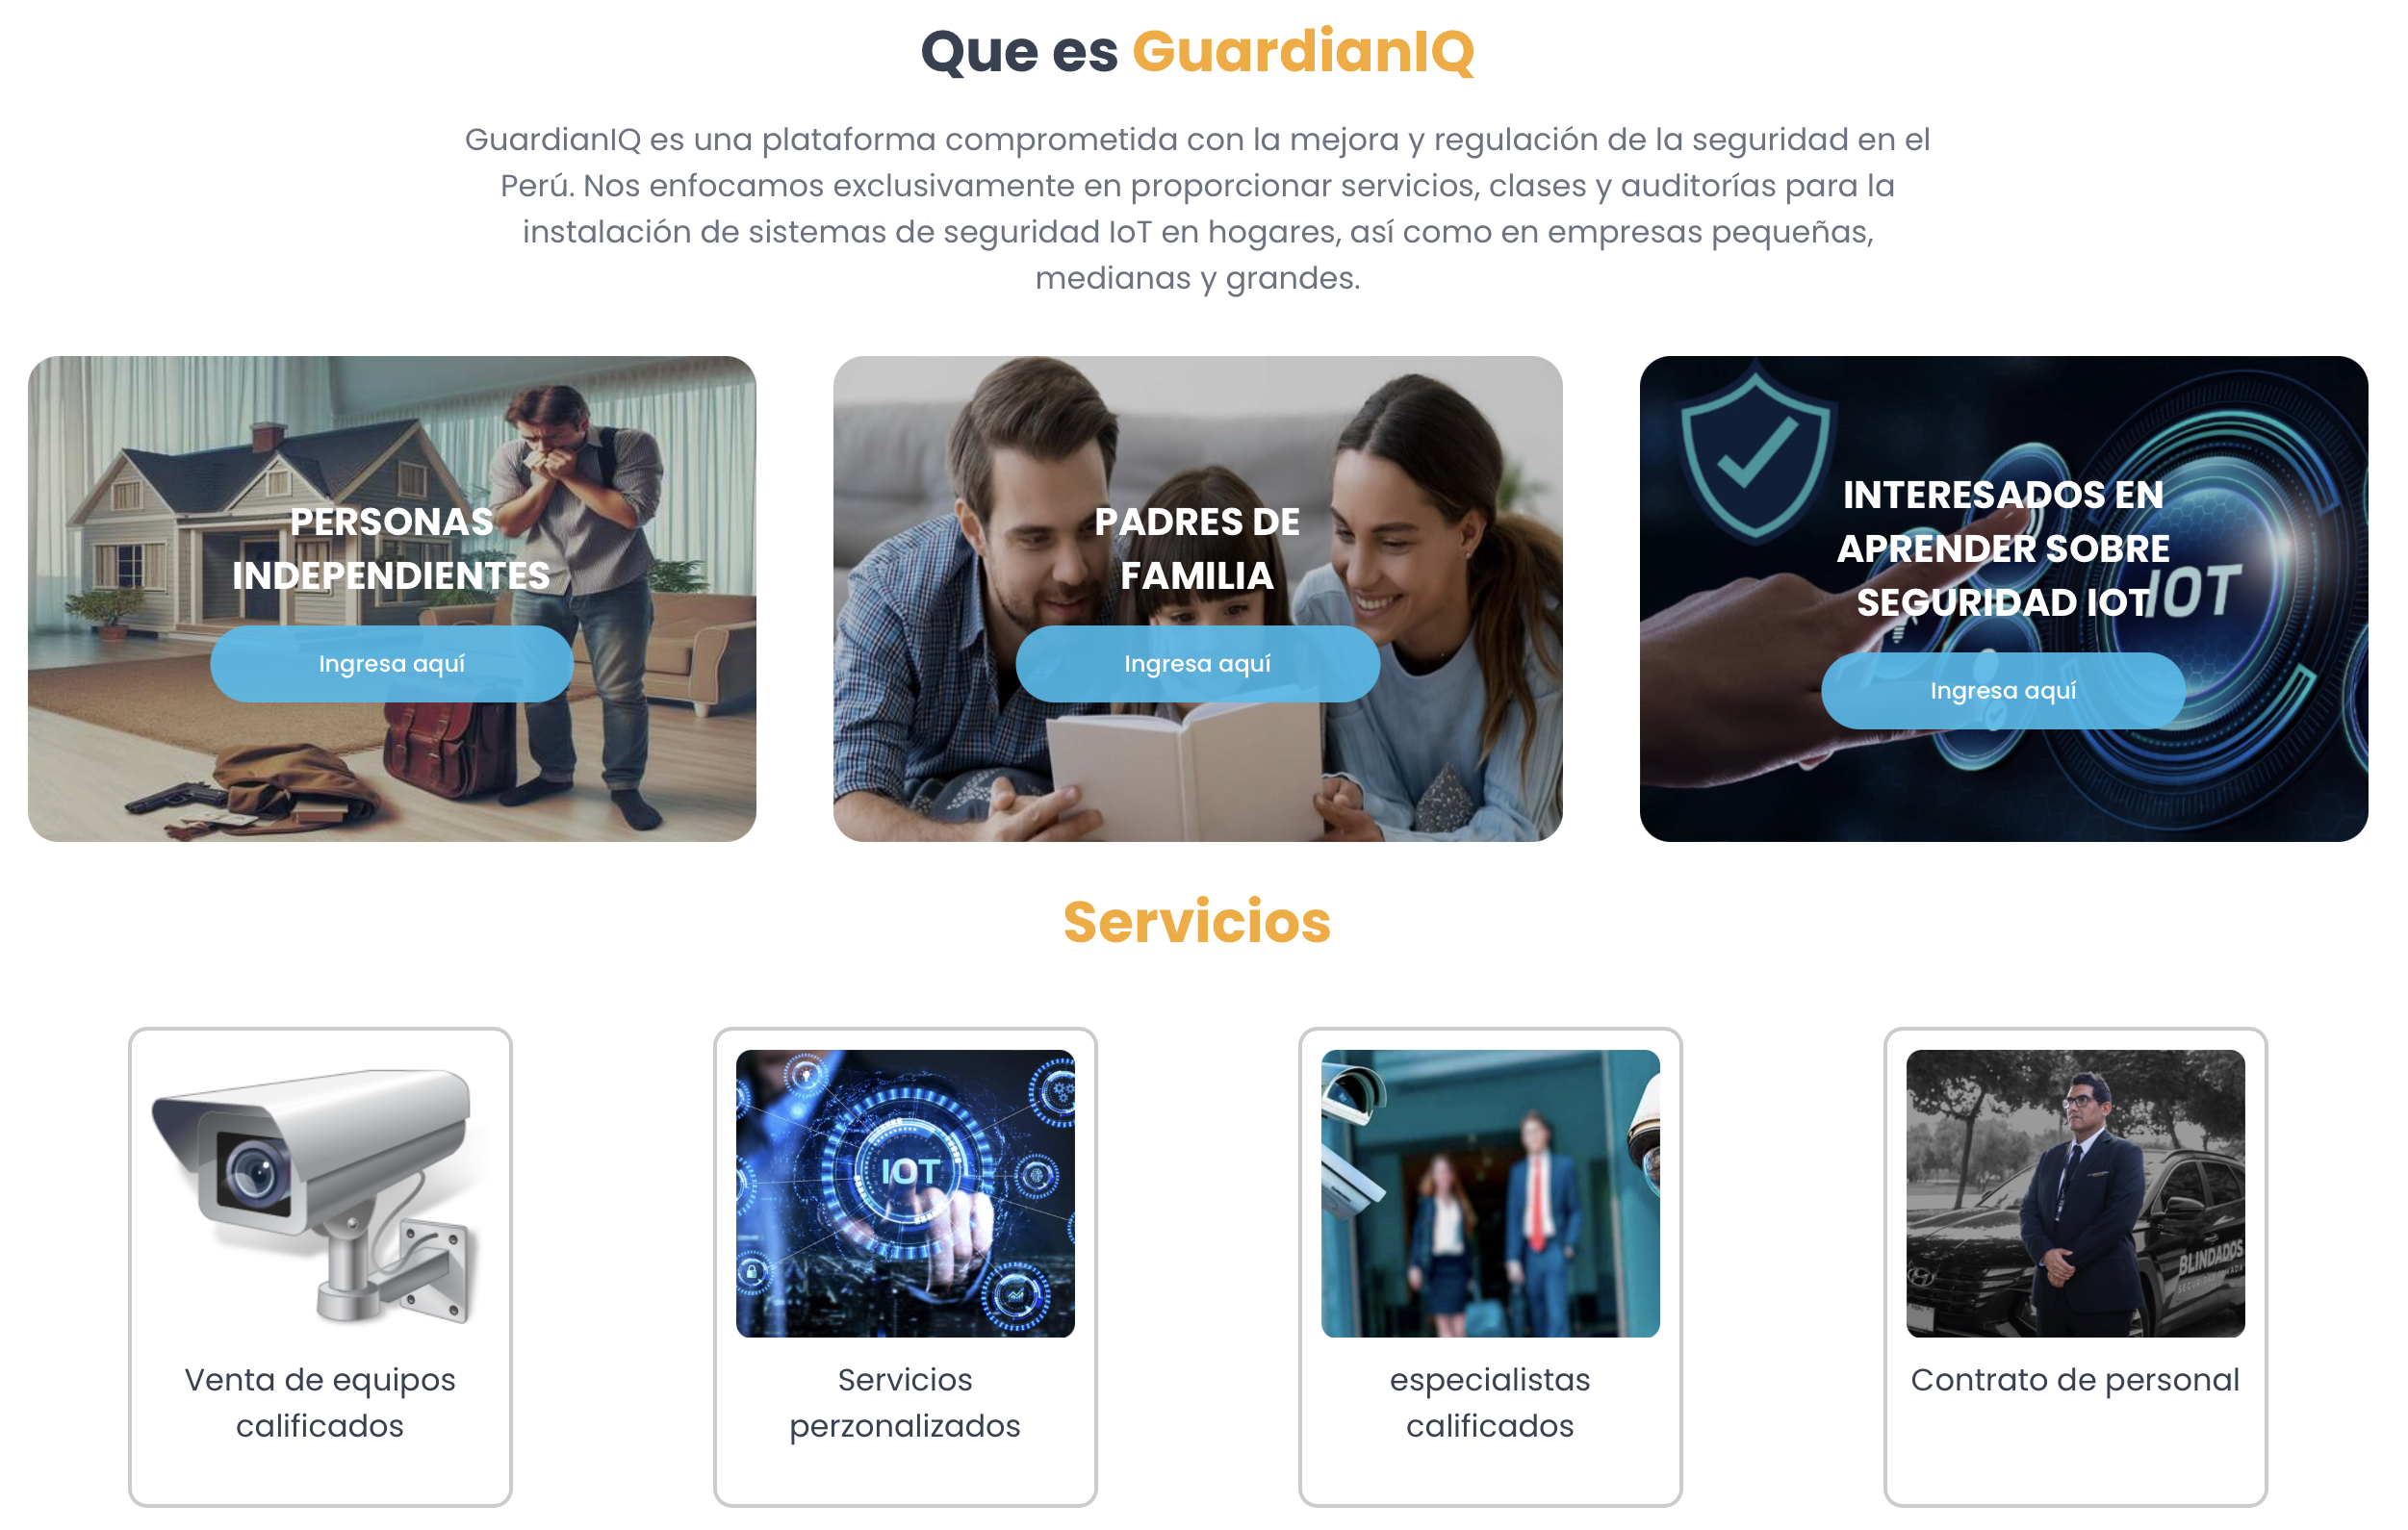 Que es GuardianIQ
GuardianIQ es una plataforma comprometida con la mejora y regulación de la seguridad en el
Perú. Nos enfocamos exclusivamente en proporcionar servicios, clases y auditorías para la
instalación de sistemas de seguridad IoT en hogares, así como en empresas pequeñas,
medianas y grandes.
PERSONAS
INDEPENDIENTES
Ingresa aquí
PADRES DE
FAMILIA
Ingresa aquí
INTERESADOS EN
APRENDER SOBRE
SEGURIDAD IOT
IOT
Ingresa aquí
Servicios
IOT
BLINDADOS
SEGURIDAD PRIVADA
Venta de equipos
calificados
Servicios
perzonalizados
especialistas
calificados
Contrato de personal